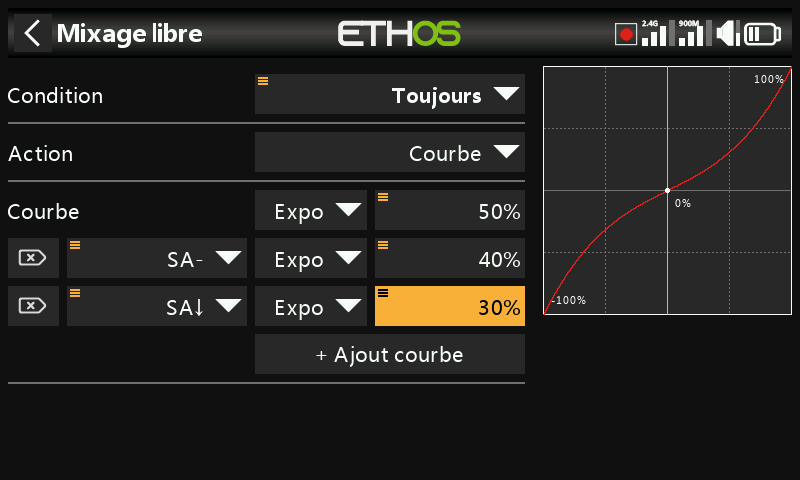 Mixage libre
ETHOS
2.4G
900M
Condition
Toujours
Action
Courbe
Courbe
Expo
50%
SA-
Expo
40%
SA↓
Expo
30%
+ Ajout courbe
100%
0%
-100%